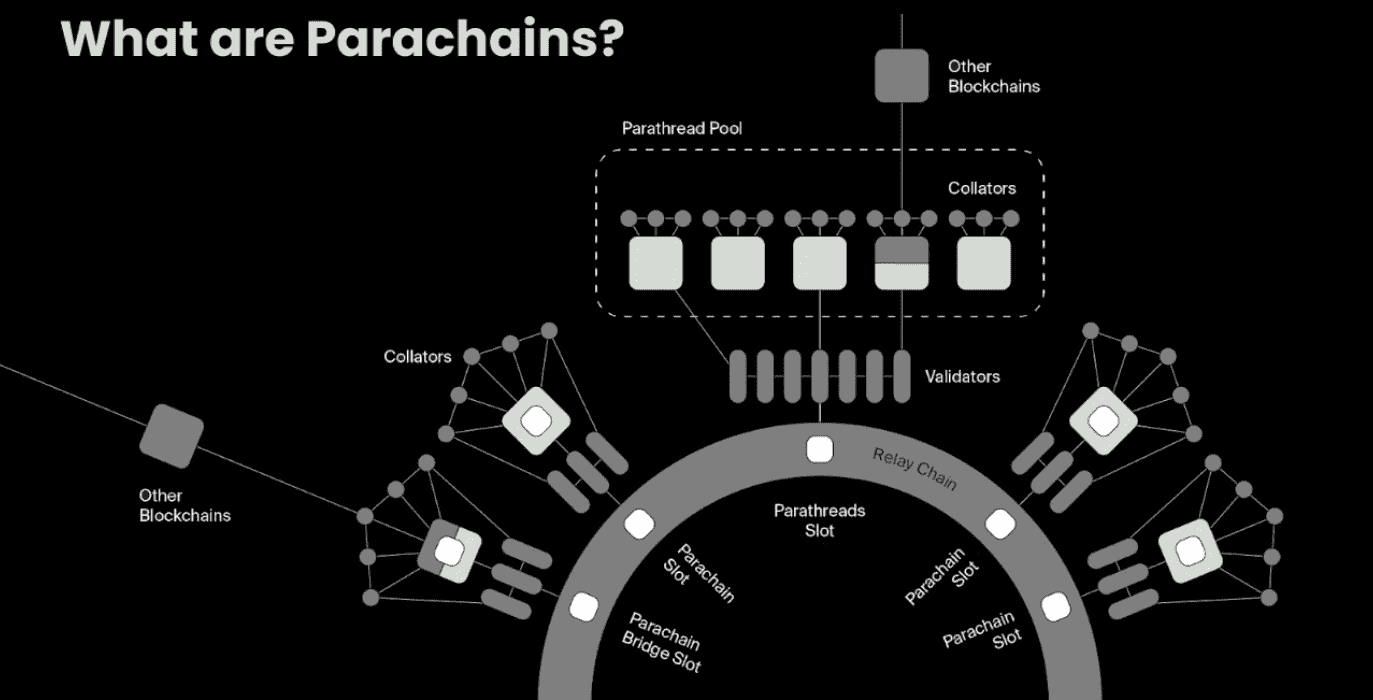 What are Parachains?
Other
Blockchains
Parathread Pool
Collators
Collators
Validators
Relay Chain
Other
Blockchains
Parathreads
Slot
Parachain
Slot
Parachain
Slot
Parachain
Bridge Slot
Parachain
Slot